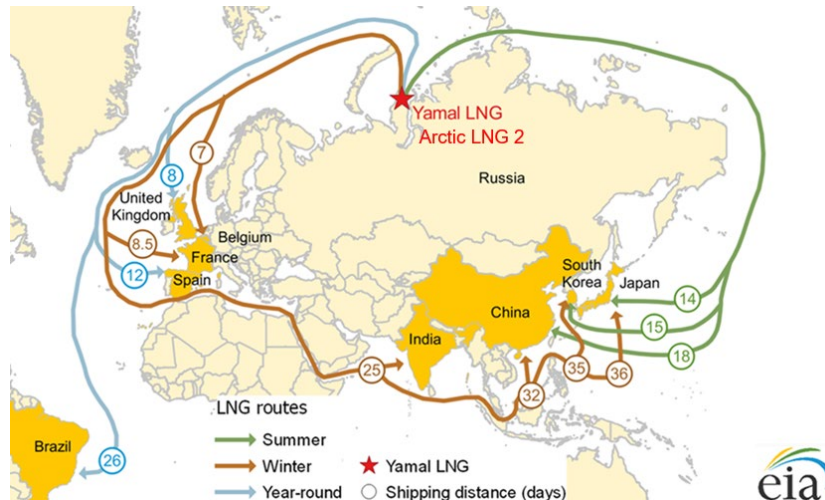 Yamal LNG
Arctic LNG 2
7
8
Russia
United
Kingdom
Belgium
8.5
France
12
Spain
South
Korea
Japan
14
China
15
India
18
25
35
36
32
LNG routes
Summer
Brazil
Winter
Yamal LNG
26
Year-round
Shipping distance (days)
eia